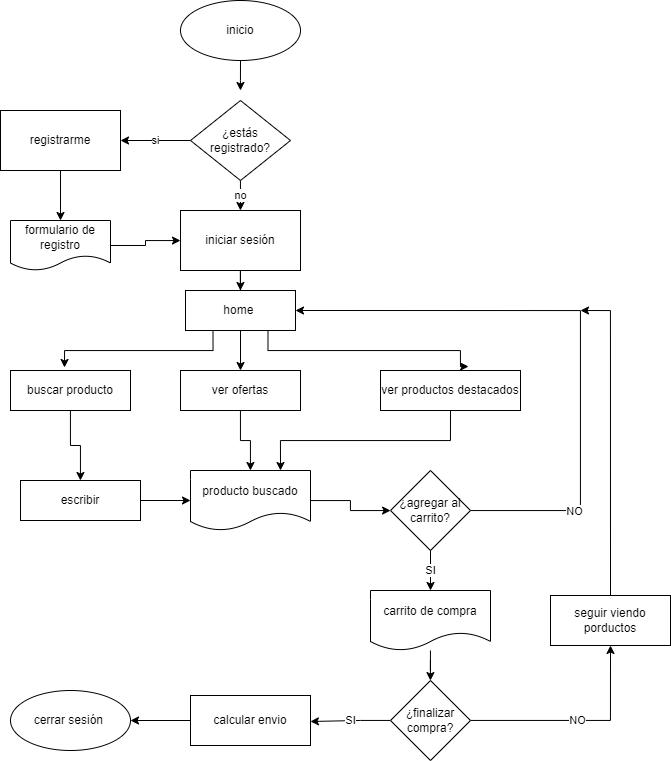 inicio
¿estás
registrado?
si
registrarme
no
formulario de
registro
iniciar sesión
home
buscar producto
ver ofertas
ver productos destacados
escribir
producto buscado
¿agregar al
carrito?
NO
SI
carrito de compra
seguir viendo
porductos
¿finalizar
compra?
NO
SI
calcular envio
cerrar sesión